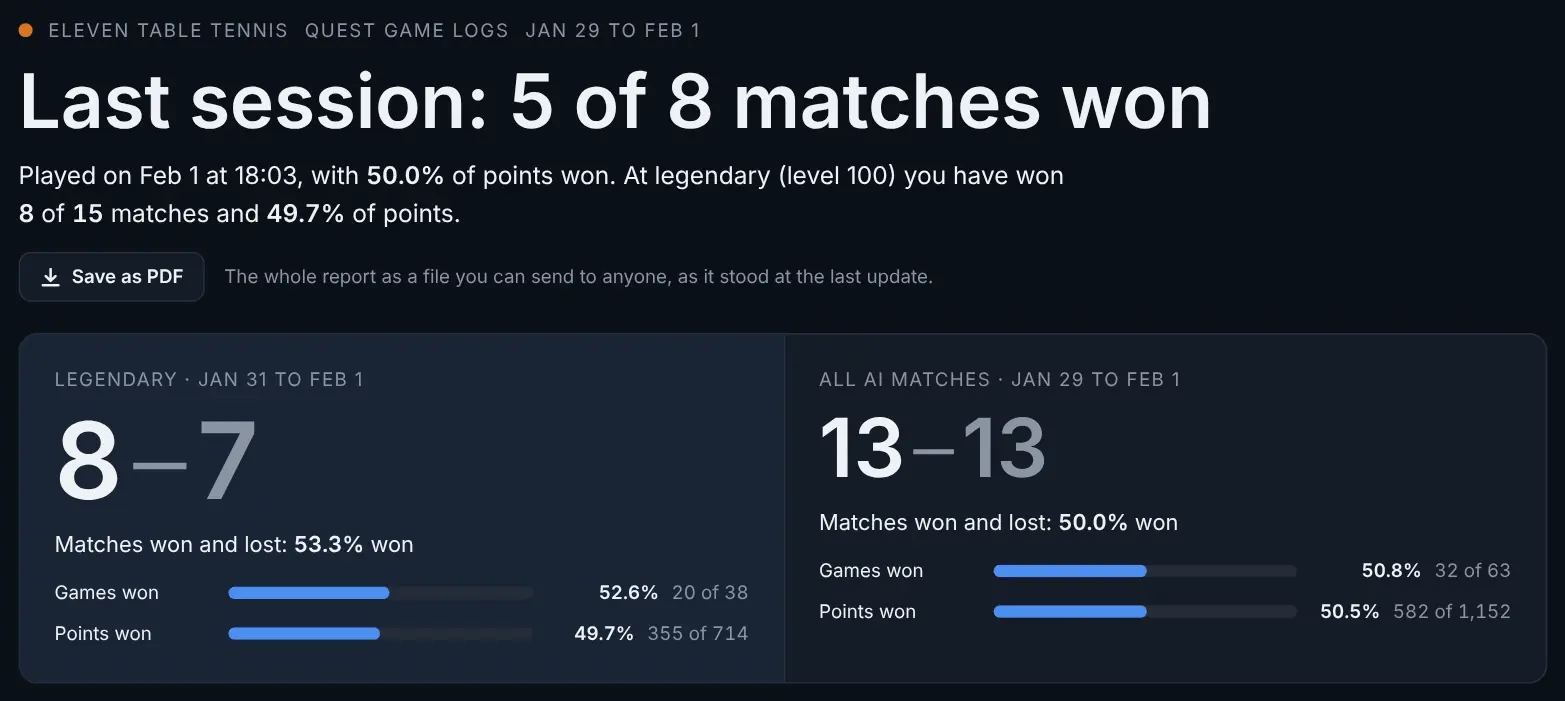 ELEVEN TABLE TENNIS QUEST GAME LOGS JAN 29 TO FEB 1
Last session: 5 of 8 matches won
Played on Feb 1 at 18:03, with 50.0% of points won. At legendary (level 100) you have won
8 of 15 matches and 49.7% of points.
Save as PDF
The whole report as a file you can send to anyone, as it stood at the last update.
LEGENDARY · JAN 31 TO FEB 1
8–7
Matches won and lost: 53.3% won
Games won 52.6% 20 of 38
Points won 49.7% 355 of 714
ALL AI MATCHES · JAN 29 TO FEB 1
13–13
Matches won and lost: 50.0% won
Games won 50.8% 32 of 63
Points won 50.5% 582 of 1,152